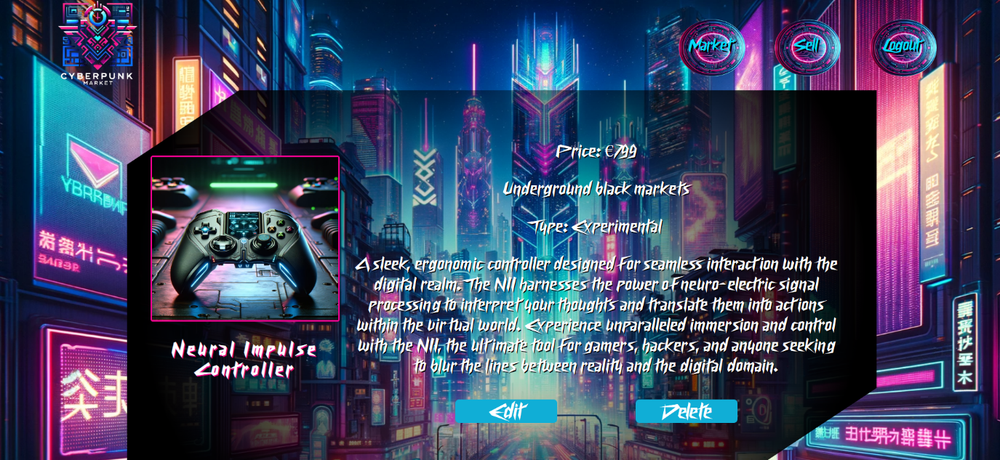 CYBERPUNK
MARKET
Market
Sell
Logout
Price: €799
Underground black markets
Type: Experimental
A sleek, ergonomic controller designed for seamless interaction with the
digital realm. The NII harnesses the power of neuro-electric signal
processing to interpret your thoughts and translate them into actions
within the virtual world. Experience unparalleled immersion and control
with the NII, the ultimate tool for gamers, hackers, and anyone seeking
to blur the lines between reality and the digital domain.
Neural Impulse
Controller
Edit
Delete